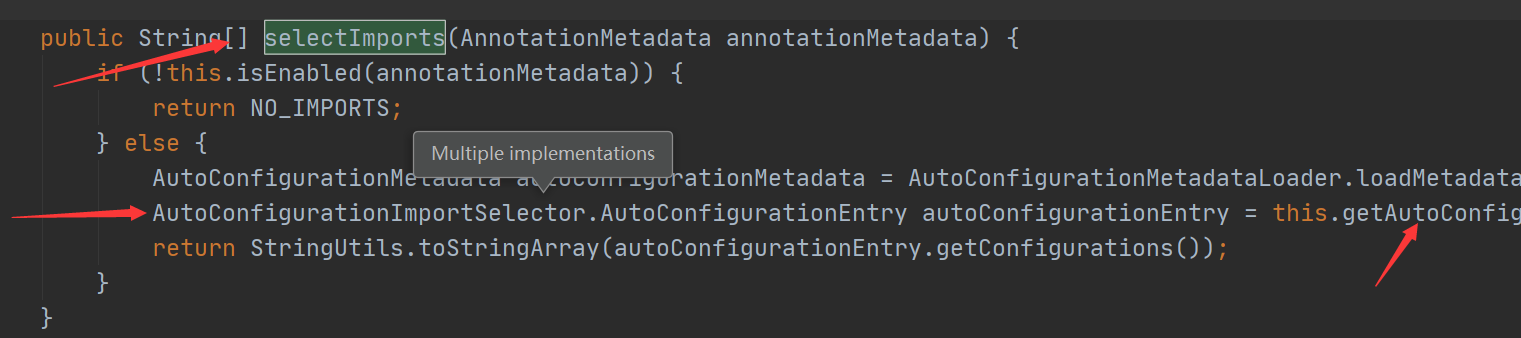 public String[] selectImports(AnnotationMetadata annotationMetadata) {
if (!this.isEnabled(annotationMetadata)) {
return NO_IMPORTS;
} else {
Multiple implementations
AutoConfigurationMetadata autoConfigurationMetadata = AutoConfigurationMetadataLoader.loadMetadata
AutoConfigurationImportSelector.AutoConfigurationEntry autoConfigurationEntry = this.getAutoConfig
return StringUtils.toStringArray(autoConfigurationEntry.getConfigurations());
}
}